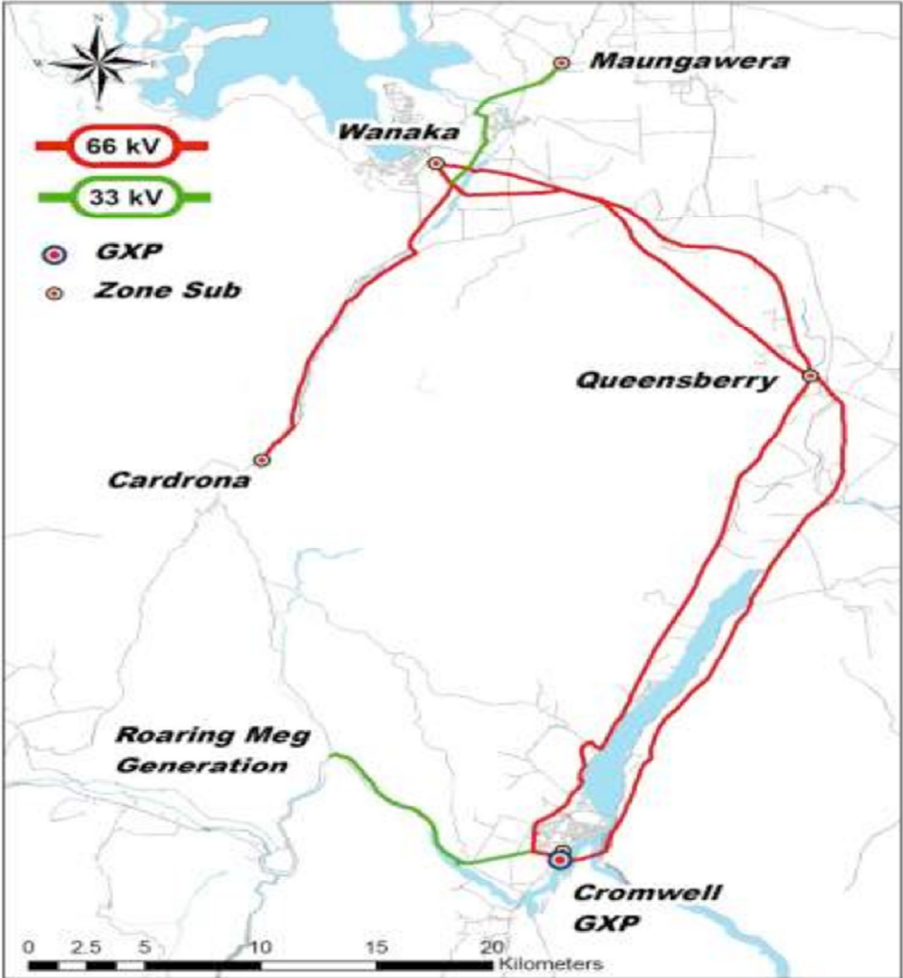 N
W
E
S
Maungawera
Wanaka
66 kV
33 kV
GXP
Zone Sub
Queensberry
Cardrona
Roaring Meg
Generation
Cromwell
GXP
0 2.5 5 10 15 20
Kilometers